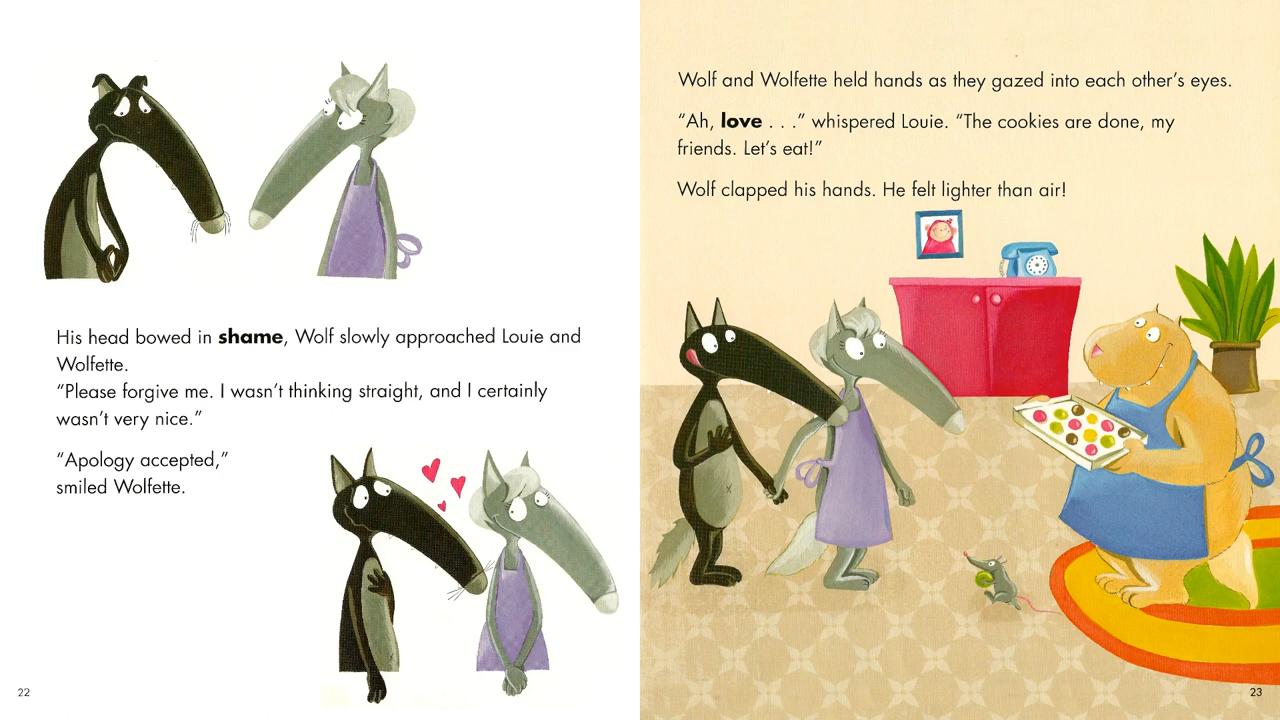 His head bowed in shame, Wolf slowly approached Louie and
Wolfette.
“Please forgive me. I wasn’t thinking straight, and I certainly
wasn’t very nice.”
“Apology accepted,”
smiled Wolfette.
22
Wolf and Wolfette held hands as they gazed into each other’s eyes.
“Ah, love . . .” whispered Louie. “The cookies are done, my
friends. Let’s eat!”
Wolf clapped his hands. He felt lighter than air!
23